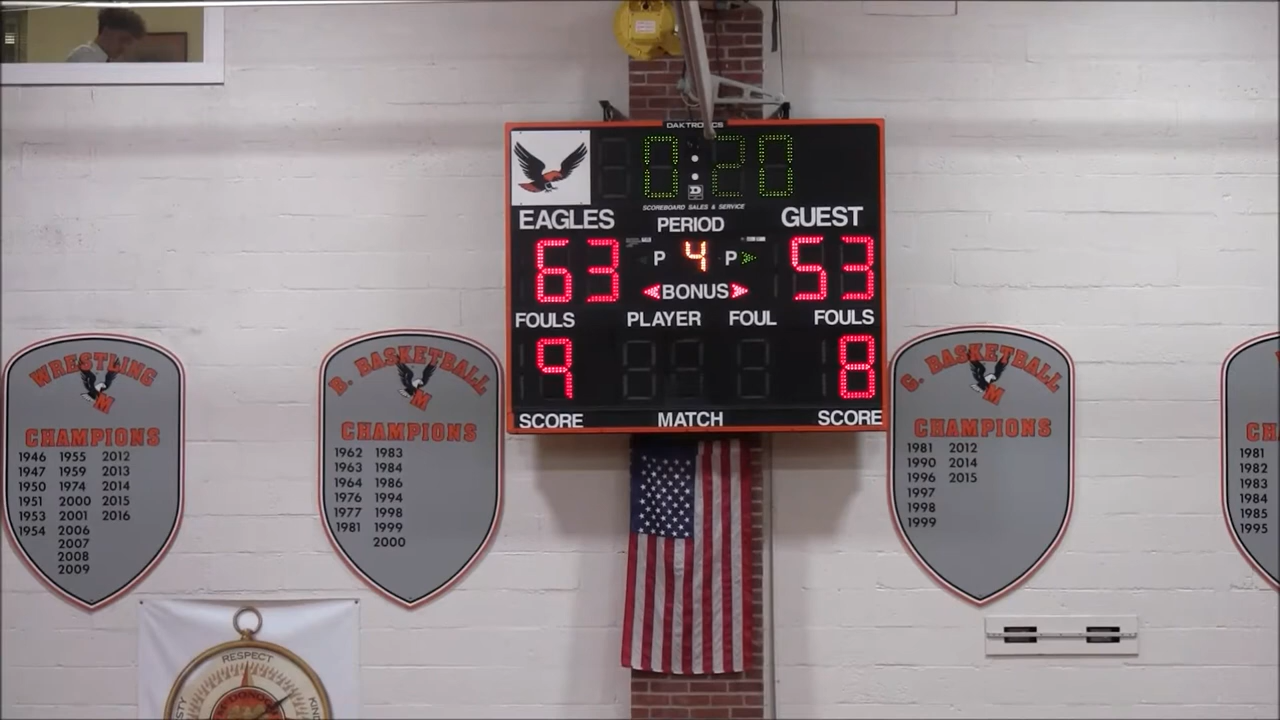 DAKTRONICS
0:20
SCOREBOARD SALES & SERVICE
EAGLES PERIOD GUEST
63 P 4 P 53
BONUS
FOULS PLAYER FOUL FOULS
9 8
SCORE MATCH SCORE
WRESTLING
M
CHAMPIONS
1946 1955 2012
1947 1959 2013
1950 1974 2014
1951 2000 2015
1953 2001 2016
1954 2006
2007
2008
2009
B. BASKETBALL
M
CHAMPIONS
1962 1983
1963 1984
1964 1986
1976 1994
1977 1998
1981 1999
2000
G. BASKETBALL
M
CHAMPIONS
1981 2012
1990 2014
1996 2015
1997
1998
1999
CH
1981
1982
1983
1984
1985
1995
RESPECT